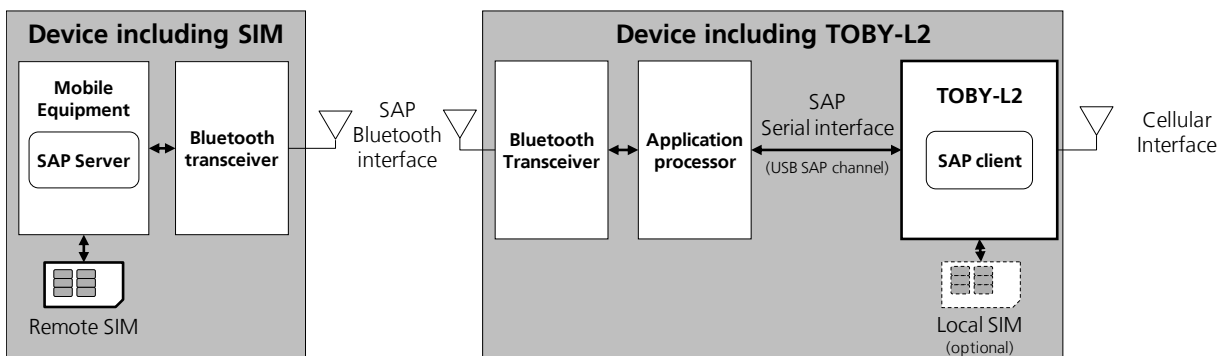 Device including SIM
Mobile
Equipment
SAP Server
Bluetooth
transceiver
Remote SIM
SAP
Bluetooth
interface
Device including TOBY-L2
Bluetooth
Transceiver
Application
processor
SAP
Serial interface
(USB SAP channel)
TOBY-L2
SAP client
Local SIM
(optional)
Cellular
Interface